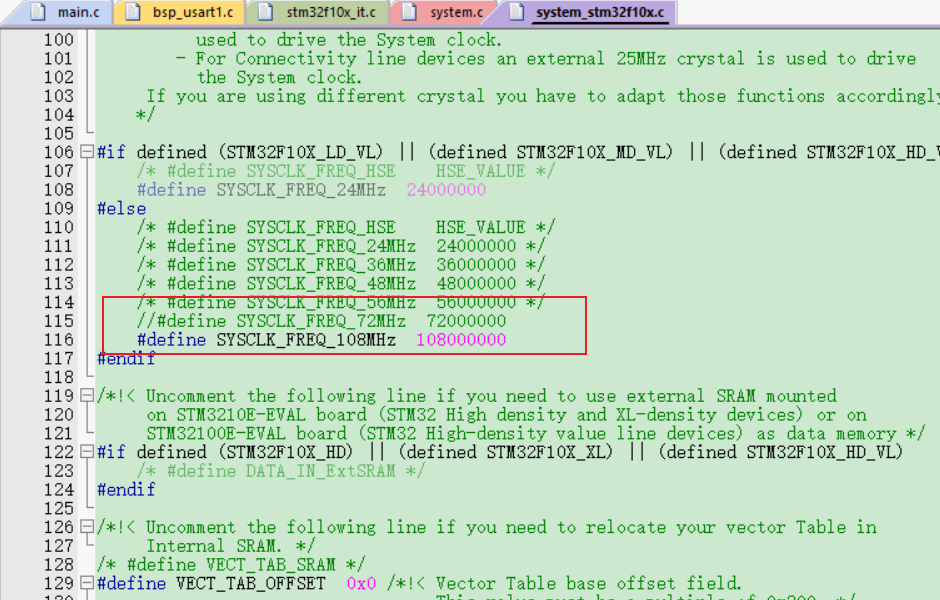 main.c bsp_usart1.c stm32f10x_it.c system.c system_stm32f10x.c
100 used to drive the System clock.
101 - For Connectivity line devices an external 25MHz crystal is used to drive
102 the System clock.
103 If you are using different crystal you have to adapt those functions accordingly
104 */
105
106 #if defined (STM32F10X_LD_VL) || (defined STM32F10X_MD_VL) || (defined STM32F10X_HD_V
107 /* #define SYSCLK_FREQ_HSE    HSE_VALUE */
108 #define SYSCLK_FREQ_24MHz  24000000
109 #else
110 /* #define SYSCLK_FREQ_HSE    HSE_VALUE */
111 /* #define SYSCLK_FREQ_24MHz  24000000 */
112 /* #define SYSCLK_FREQ_36MHz  36000000 */
113 /* #define SYSCLK_FREQ_48MHz  48000000 */
114 /* #define SYSCLK_FREQ_56MHz  56000000 */
115 //#define SYSCLK_FREQ_72MHz  72000000
116 #define SYSCLK_FREQ_108MHz  108000000
117 #endif
118
119 /*!< Uncomment the following line if you need to use external SRAM mounted
120 on STM3210E-EVAL board (STM32 High density and XL-density devices) or on
121 STM32100E-EVAL board (STM32 High-density value line devices) as data memory */
122 #if defined (STM32F10X_HD) || (defined STM32F10X_XL) || (defined STM32F10X_HD_VL)
123 /* #define DATA_IN_ExtSRAM */
124 #endif
125
126 /*!< Uncomment the following line if you need to relocate your vector Table in
127 Internal SRAM. */
128 /* #define VECT_TAB_SRAM */
129 #define VECT_TAB_OFFSET  0x0 /*!< Vector Table base offset field.